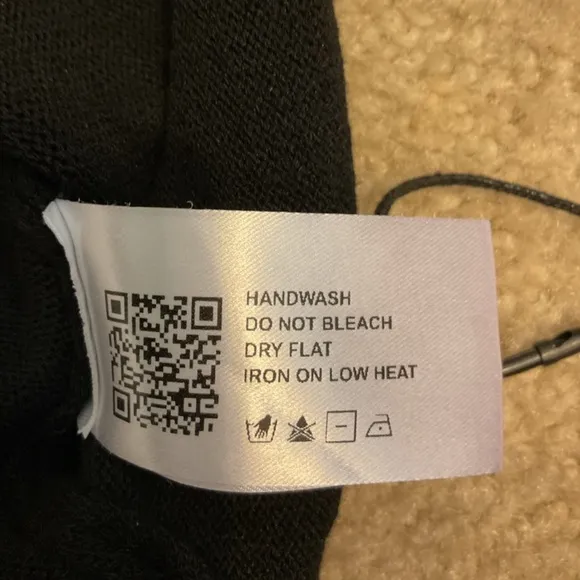 HANDWASH
DO NOT BLEACH
DRY FLAT
IRON ON LOW HEAT